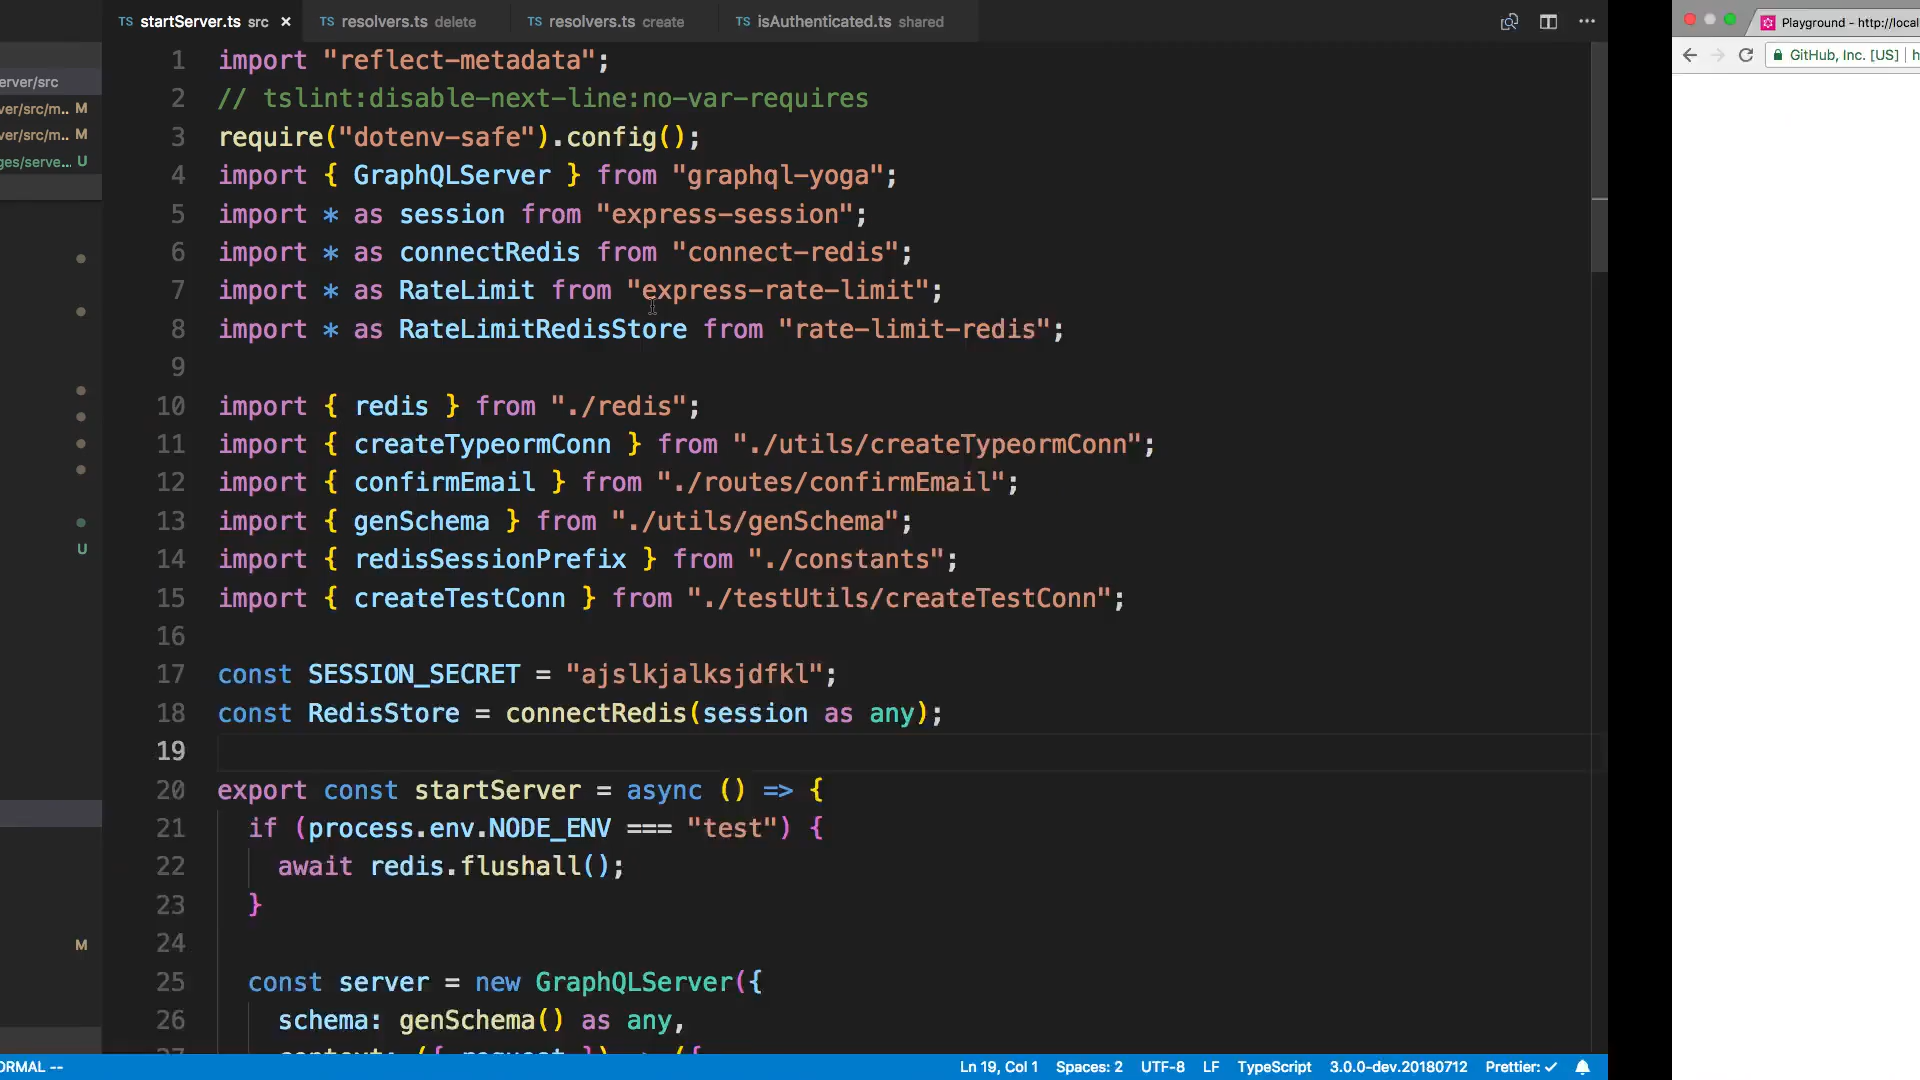 TS startServer.ts src ×
TS resolvers.ts delete
TS resolvers.ts create
TS isAuthenticated.ts shared
Playground - http://local
GitHub, Inc. [US]
erver/src
ver/src/m.. M
ver/src/m.. M
ges/serve... U
U
M
1 import "reflect-metadata";
2 // tslint:disable-next-line:no-var-requires
3 require("dotenv-safe").config();
4 import { GraphQLServer } from "graphql-yoga";
5 import * as session from "express-session";
6 import * as connectRedis from "connect-redis";
7 import * as RateLimit from "express-rate-limit";
8 import * as RateLimitRedisStore from "rate-limit-redis";
9
10 import { redis } from "./redis";
11 import { createTypeormConn } from "./utils/createTypeormConn";
12 import { confirmEmail } from "./routes/confirmEmail";
13 import { genSchema } from "./utils/genSchema";
14 import { redisSessionPrefix } from "./constants";
15 import { createTestConn } from "./testUtils/createTestConn";
16
17 const SESSION_SECRET = "ajslkjalksjdfkl";
18 const RedisStore = connectRedis(session as any);
19
20 export const startServer = async () => {
21 if (process.env.NODE_ENV === "test") {
22 await redis.flushall();
23 }
24
25 const server = new GraphQLServer({
26 schema: genSchema() as any,
ORMAL --
Ln 19, Col 1 Spaces: 2 UTF-8 LF TypeScript 3.0.0-dev.20180712 Prettier: ✓